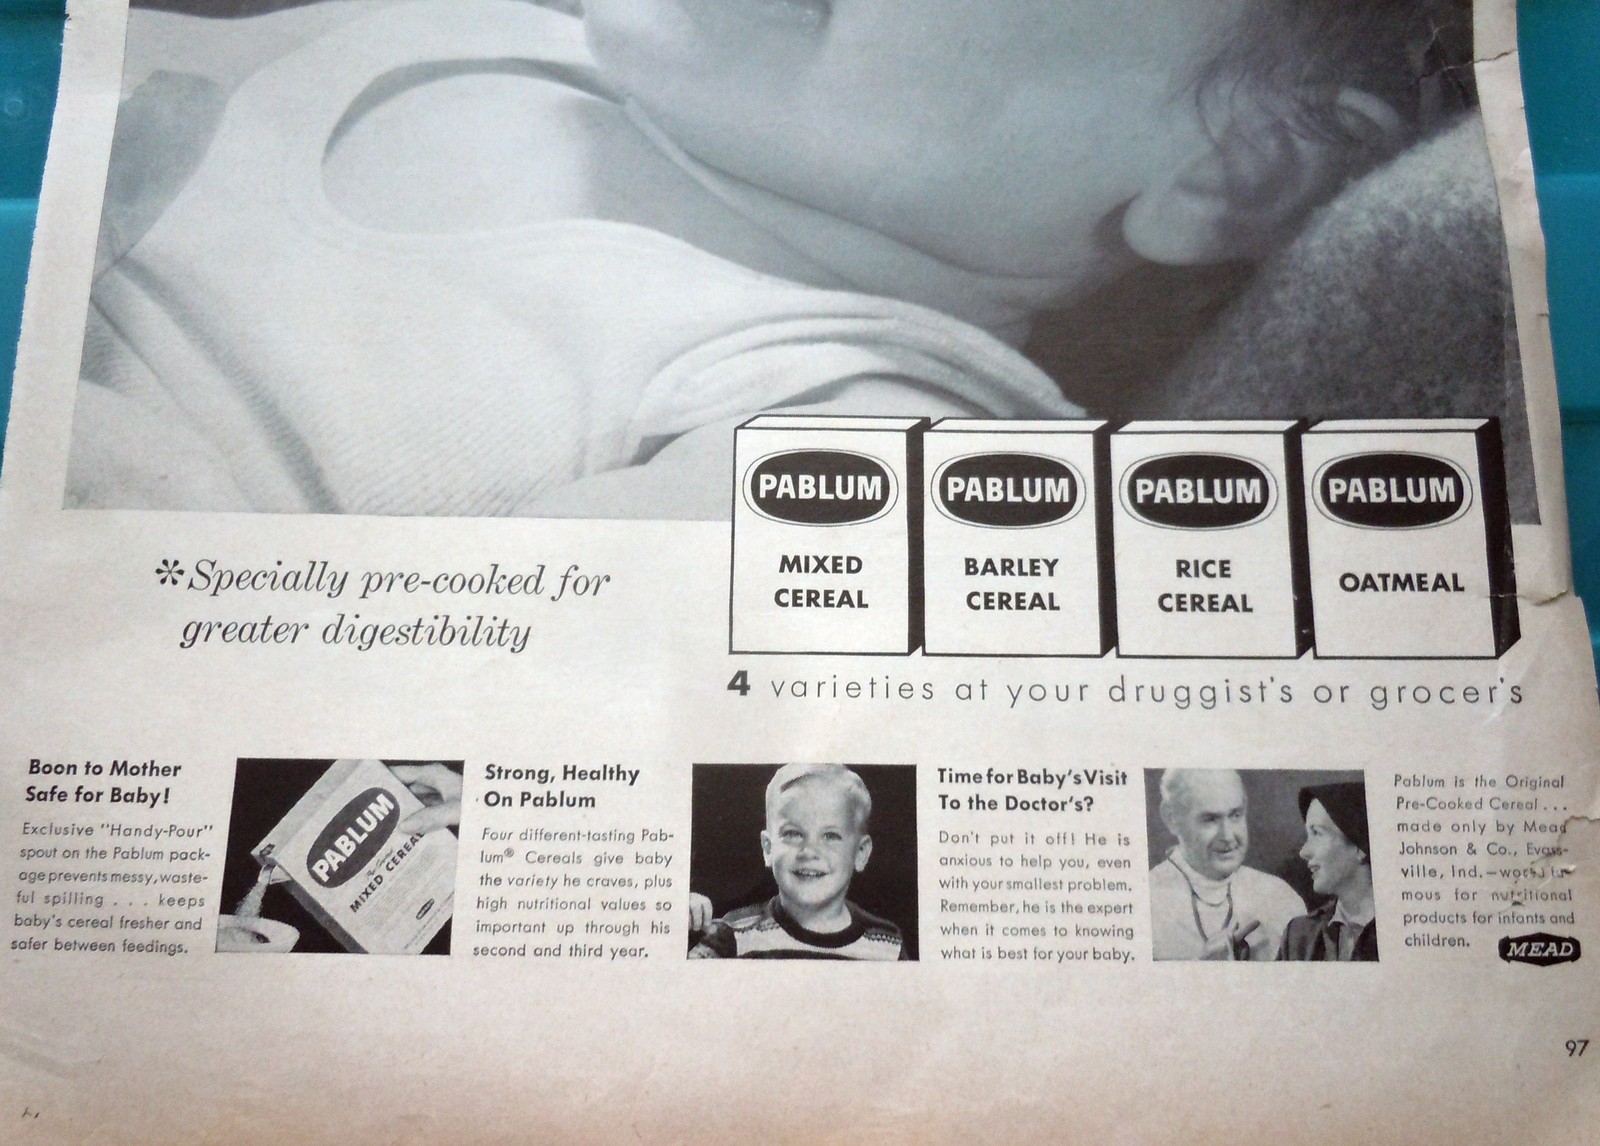 PABLUM
MIXED
CEREAL
PABLUM
BARLEY
CEREAL
PABLUM
RICE
CEREAL
PABLUM
OATMEAL
*Specially pre-cooked for
greater digestibility
4 varieties at your druggist's or grocer's
Boon to Mother
Safe for Baby!
Exclusive "Handy-Pour"
spout on the Pablum pack-
age prevents messy, waste-
ful spilling . . . keeps
baby's cereal fresher and
safer between feedings.
PABLUM
MIXED CEREAL
Strong, Healthy
On Pablum
Four different-tasting Pab-
lum® Cereals give baby
the variety he craves, plus
high nutritional values so
important up through his
second and third year.
Time for Baby's Visit
To the Doctor's?
Don't put it off! He is
anxious to help you, even
with your smallest problem.
Remember, he is the expert
when it comes to knowing
what is best for your baby.
Pablum is the Original
Pre-Cooked Cereal . . .
made only by Mead
Johnson & Co., Evans-
ville, Ind.—world fa-
mous for nutritional
products for infants and
children.
MEAD
97